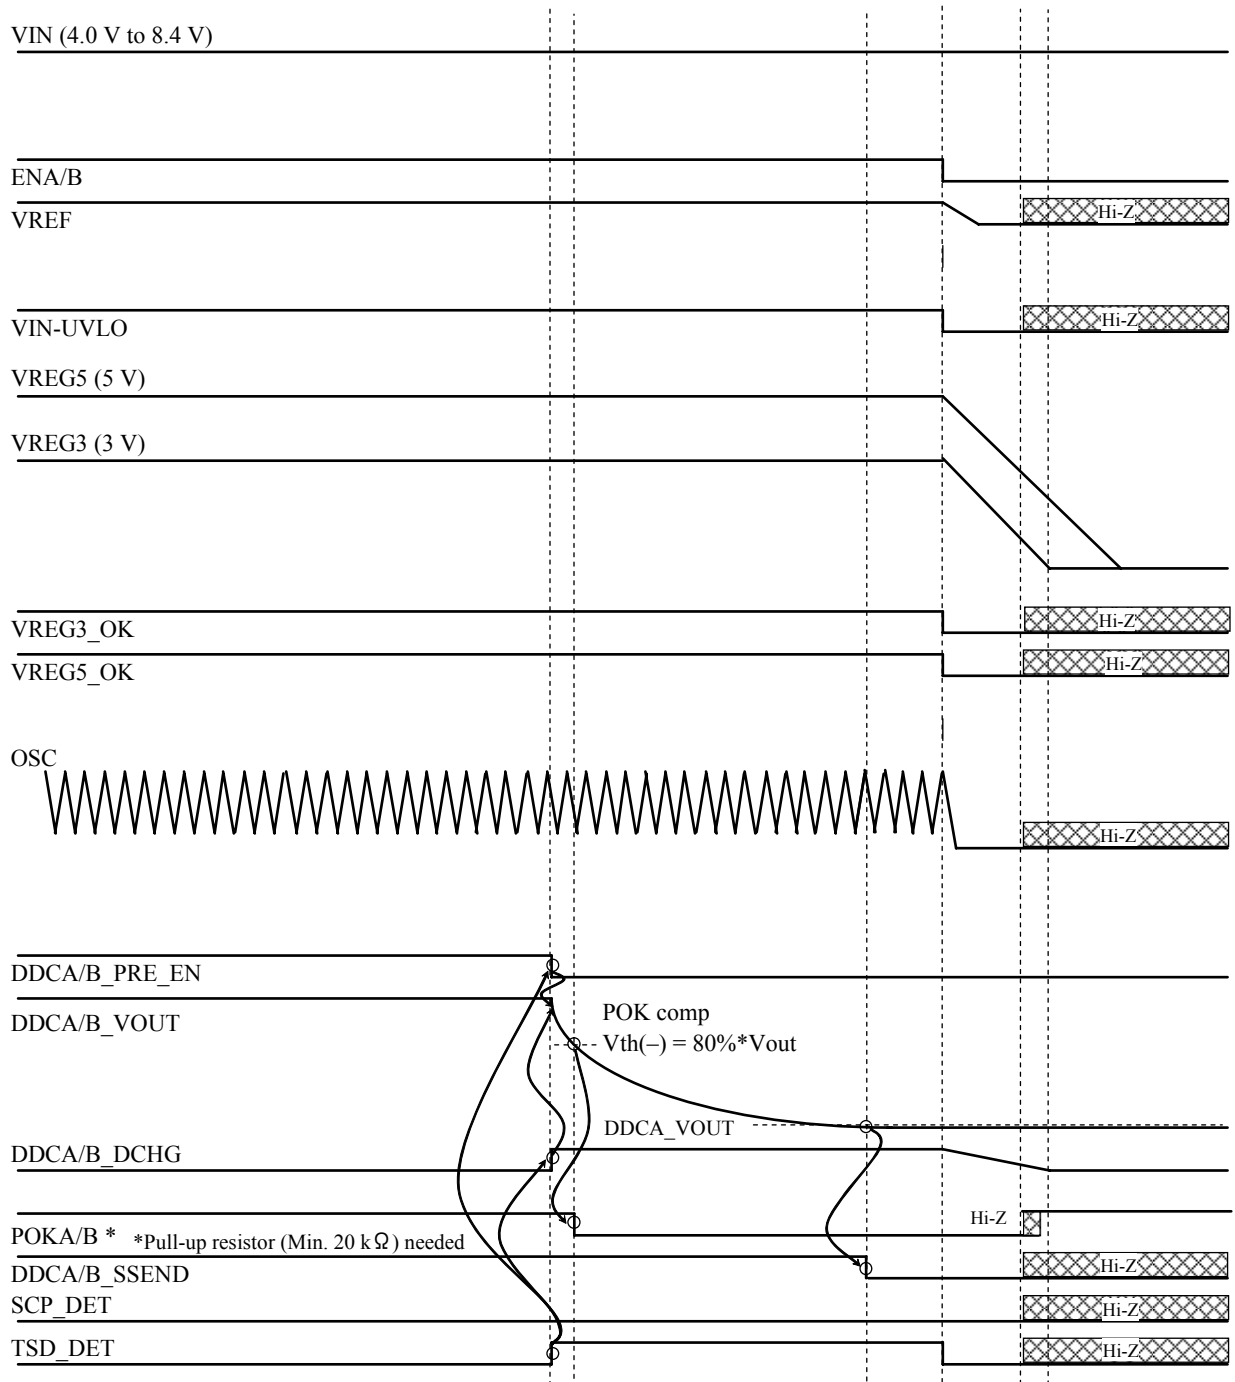 VIN (4.0 V to 8.4 V)
ENA/B
VREF
Hi-Z
VIN-UVLO
Hi-Z
VREG5 (5 V)
VREG3 (3 V)
VREG3_OK
Hi-Z
VREG5_OK
Hi-Z
OSC
Hi-Z
DDCA/B_PRE_EN
DDCA/B_VOUT
POK comp
Vth(–) = 80%*Vout
DDCA_VOUT
DDCA/B_DCHG
Hi-Z
POKA/B * *Pull-up resistor (Min. 20 kΩ) needed
DDCA/B_SSEND
Hi-Z
SCP_DET
Hi-Z
TSD_DET
Hi-Z